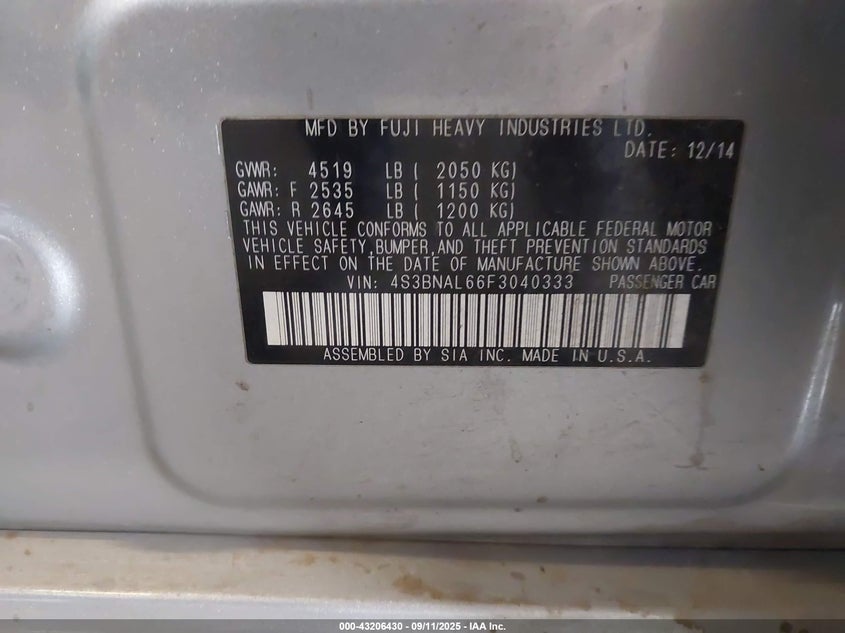 MFD BY FUJI HEAVY INDUSTRIES LTD.
DATE: 12/14
GVWR: 4519 LB ( 2050 KG)
GAWR: F 2535 LB ( 1150 KG)
GAWR: R 2645 LB ( 1200 KG)
THIS VEHICLE CONFORMS TO ALL APPLICABLE FEDERAL MOTOR
VEHICLE SAFETY,BUMPER,AND THEFT PREVENTION STANDARDS
IN EFFECT ON THE DATE OF MANUFACTURE SHOWN ABOVE.
VIN: 4S3BNAL66F3040333 PASSENGER CAR
ASSEMBLED BY SIA INC. MADE IN U.S.A.
000-43206430 - 09/11/2025 - IAA, Inc.